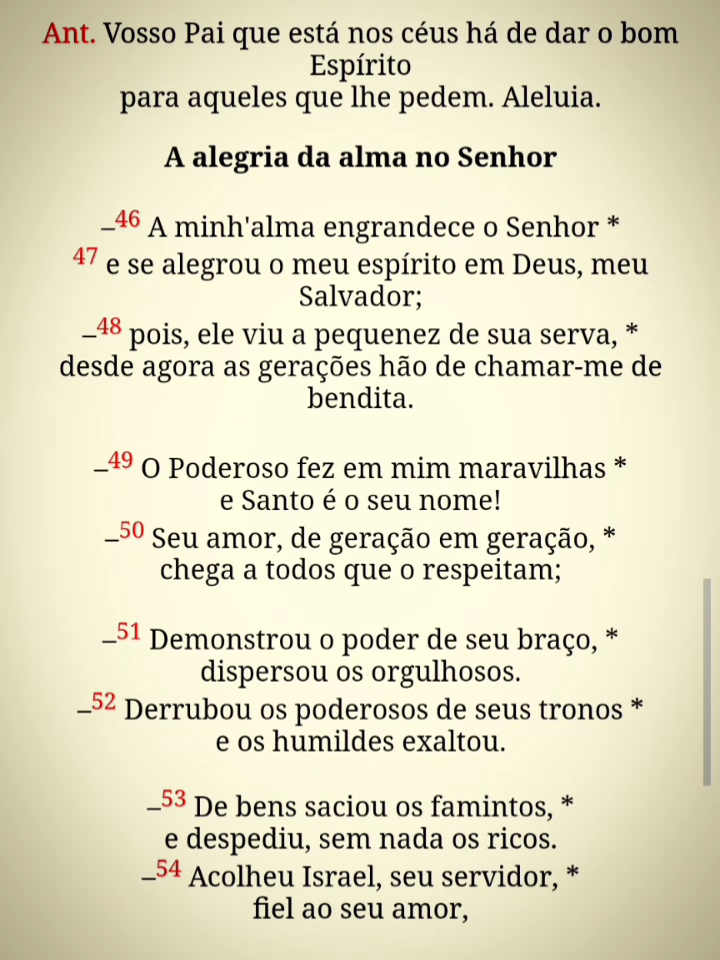 Ant. Vosso Pai que está nos céus há de dar o bom
Espírito
para aqueles que lhe pedem. Aleluia.
A alegria da alma no Senhor
–46 A minh'alma engrandece o Senhor *
47 e se alegrou o meu espírito em Deus, meu
Salvador;
–48 pois, ele viu a pequenez de sua serva, *
desde agora as gerações hão de chamar-me de
bendita.
–49 O Poderoso fez em mim maravilhas *
e Santo é o seu nome!
–50 Seu amor, de geração em geração, *
chega a todos que o respeitam;
–51 Demonstrou o poder de seu braço, *
dispersou os orgulhosos.
–52 Derrubou os poderosos de seus tronos *
e os humildes exaltou.
–53 De bens saciou os famintos, *
e despediu, sem nada os ricos.
–54 Acolheu Israel, seu servidor, *
fiel ao seu amor,